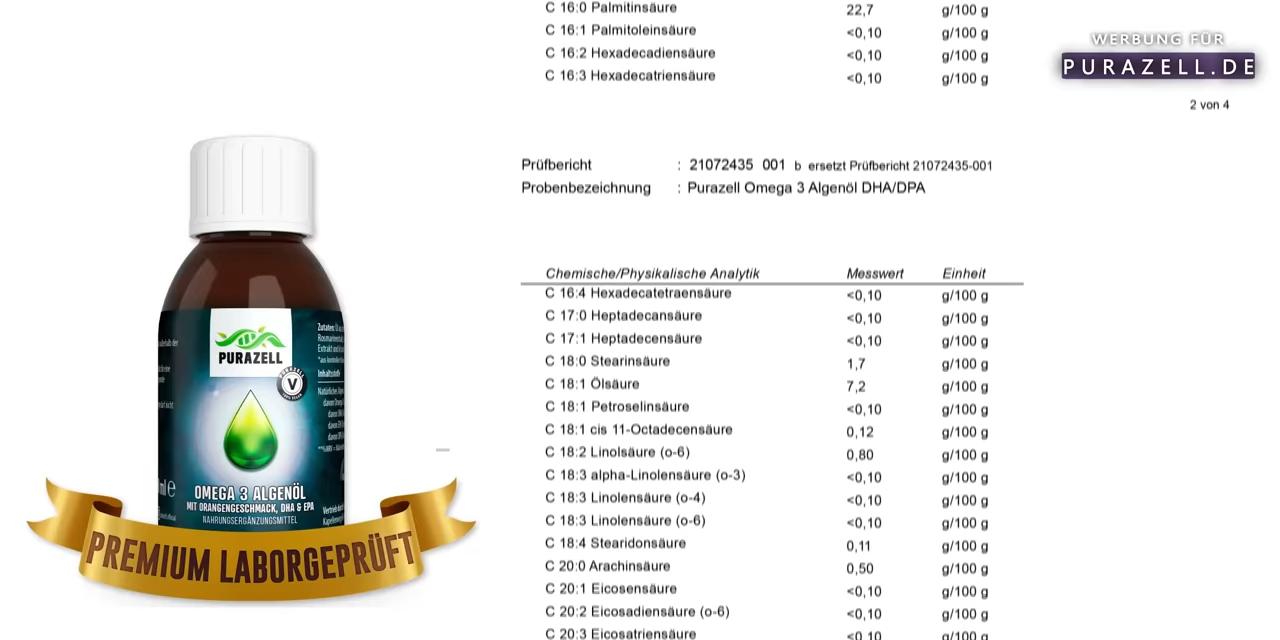 C 16:0 Palmitinsäure 22,7 g/100 g
C 16:1 Palmitoleinsäure <0,10 g/100 g
C 16:2 Hexadecadiensäure <0,10 g/100 g
C 16:3 Hexadecatriensäure <0,10 g/100 g
WERBUNG FÜR
PURAZELL.DE
2 von 4
Prüfbericht : 21072435 001 b ersetzt Prüfbericht 21072435-001
Probenbezeichnung : Purazell Omega 3 Algenöl DHA/DPA
Chemische/Physikalische Analytik Messwert Einheit
C 16:4 Hexadecatetraensäure <0,10 g/100 g
C 17:0 Heptadecansäure <0,10 g/100 g
C 17:1 Heptadecensäure <0,10 g/100 g
C 18:0 Stearinsäure 1,7 g/100 g
C 18:1 Ölsäure 7,2 g/100 g
C 18:1 Petroselinsäure <0,10 g/100 g
C 18:1 cis 11-Octadecensäure 0,12 g/100 g
C 18:2 Linolsäure (o-6) 0,80 g/100 g
C 18:3 alpha-Linolensäure (o-3) <0,10 g/100 g
C 18:3 Linolensäure (o-4) <0,10 g/100 g
C 18:3 Linolensäure (o-6) <0,10 g/100 g
C 18:4 Stearidonsäure 0,11 g/100 g
C 20:0 Arachinsäure 0,50 g/100 g
C 20:1 Eicosensäure <0,10 g/100 g
C 20:2 Eicosadiensäure (o-6) <0,10 g/100 g
C 20:3 Eicosatriensäure <0,10 g/100 g
PURAZELL
V
Zutaten:
Extrakt
Inhaltsstoffe
ml e
OMEGA 3 ALGENÖL
MIT ORANGENGESCHMACK, DHA & EPA
NAHRUNGSERGÄNZUNGSMITTEL
Vertrieb
PREMIUM LABORGEPRÜFT